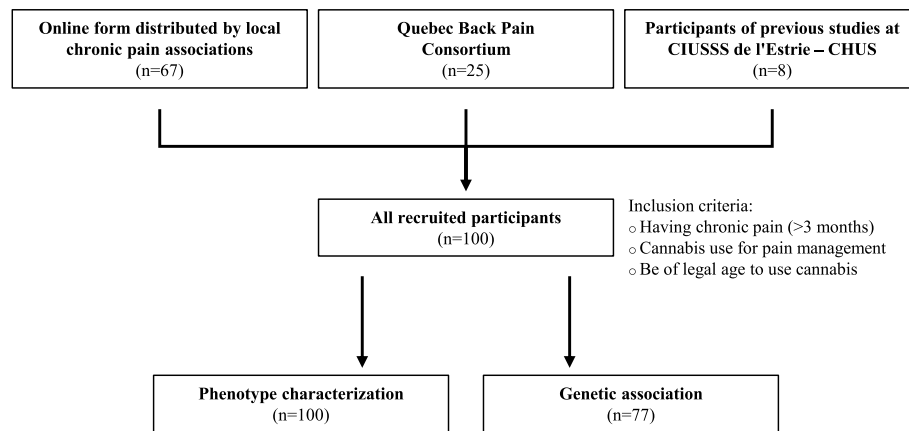 Online form distributed by local
chronic pain associations
(n=67)
Quebec Back Pain
Consortium
(n=25)
Participants of previous studies at
CIUSSS de l'Estrie – CHUS
(n=8)
All recruited participants
(n=100)
Inclusion criteria:
○ Having chronic pain (>3 months)
○ Cannabis use for pain management
○ Be of legal age to use cannabis
Phenotype characterization
(n=100)
Genetic association
(n=77)